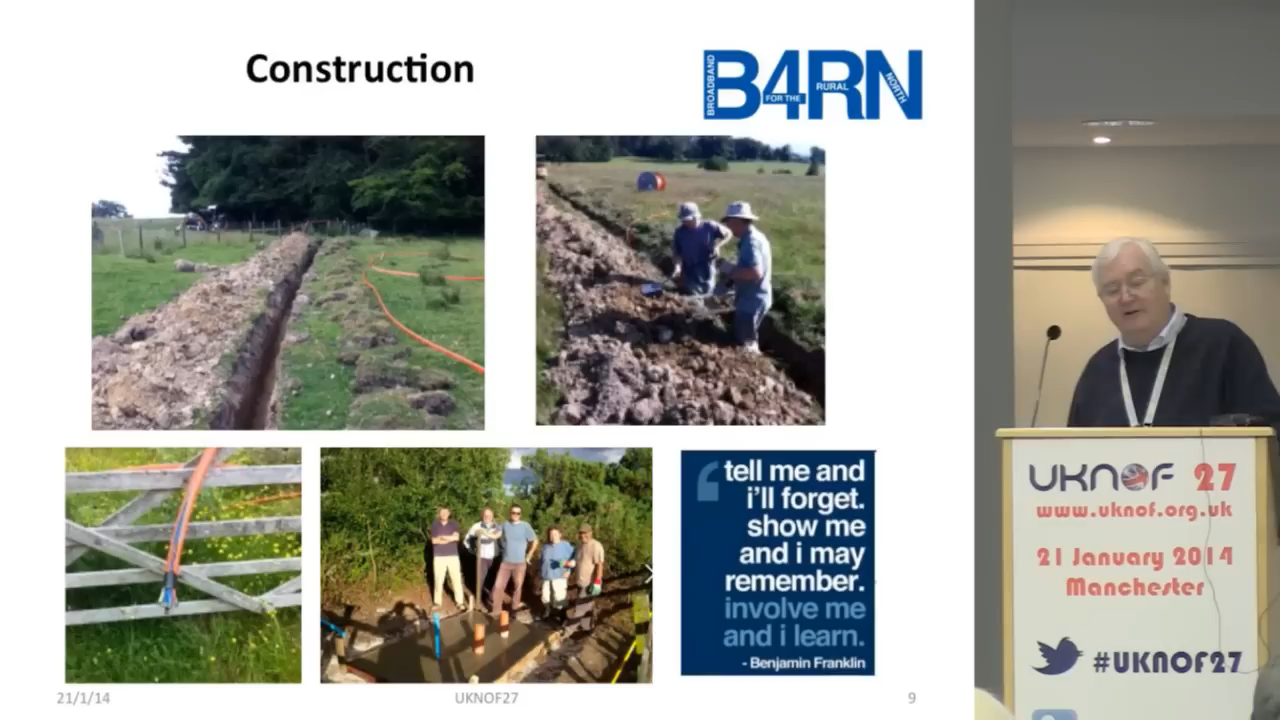 Construction
BROADBAND
B4RN
FOR THE
RURAL
NORTH
tell me and
i'll forget.
show me
and i may
remember.
involve me
and i learn.
- Benjamin Franklin
21/1/14
UKNOF27
9
UKNOF 27
www.uknof.org.uk
21 January 2014
Manchester
#UKNOF27